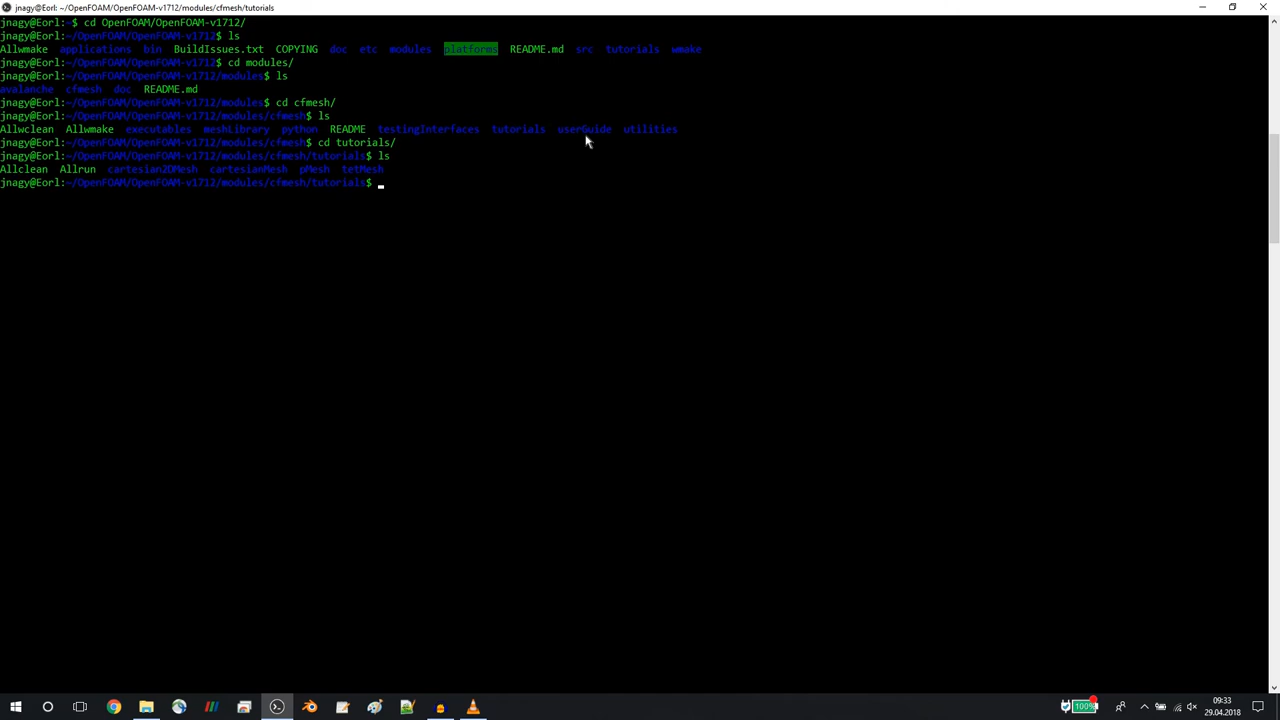 jnagy@Eorl: ~/OpenFOAM/OpenFOAM-v1712/modules/cfmesh/tutorials
jnagy@Eorl:~$ cd OpenFOAM/OpenFOAM-v1712/
jnagy@Eorl:~/OpenFOAM/OpenFOAM-v1712$ ls
Allwmake applications bin BuildIssues.txt COPYING doc etc modules platforms README.md src tutorials wmake
jnagy@Eorl:~/OpenFOAM/OpenFOAM-v1712$ cd modules/
jnagy@Eorl:~/OpenFOAM/OpenFOAM-v1712/modules$ ls
avalanche cfmesh doc README.md
jnagy@Eorl:~/OpenFOAM/OpenFOAM-v1712/modules$ cd cfmesh/
jnagy@Eorl:~/OpenFOAM/OpenFOAM-v1712/modules/cfmesh$ ls
Allwclean Allwmake executables meshLibrary python README testingInterfaces tutorials userGuide utilities
jnagy@Eorl:~/OpenFOAM/OpenFOAM-v1712/modules/cfmesh$ cd tutorials/
jnagy@Eorl:~/OpenFOAM/OpenFOAM-v1712/modules/cfmesh/tutorials$ ls
Allclean Allrun cartesian2DMesh cartesianMesh pMesh tetMesh
jnagy@Eorl:~/OpenFOAM/OpenFOAM-v1712/modules/cfmesh/tutorials$
100%
09:33
29.04.2018